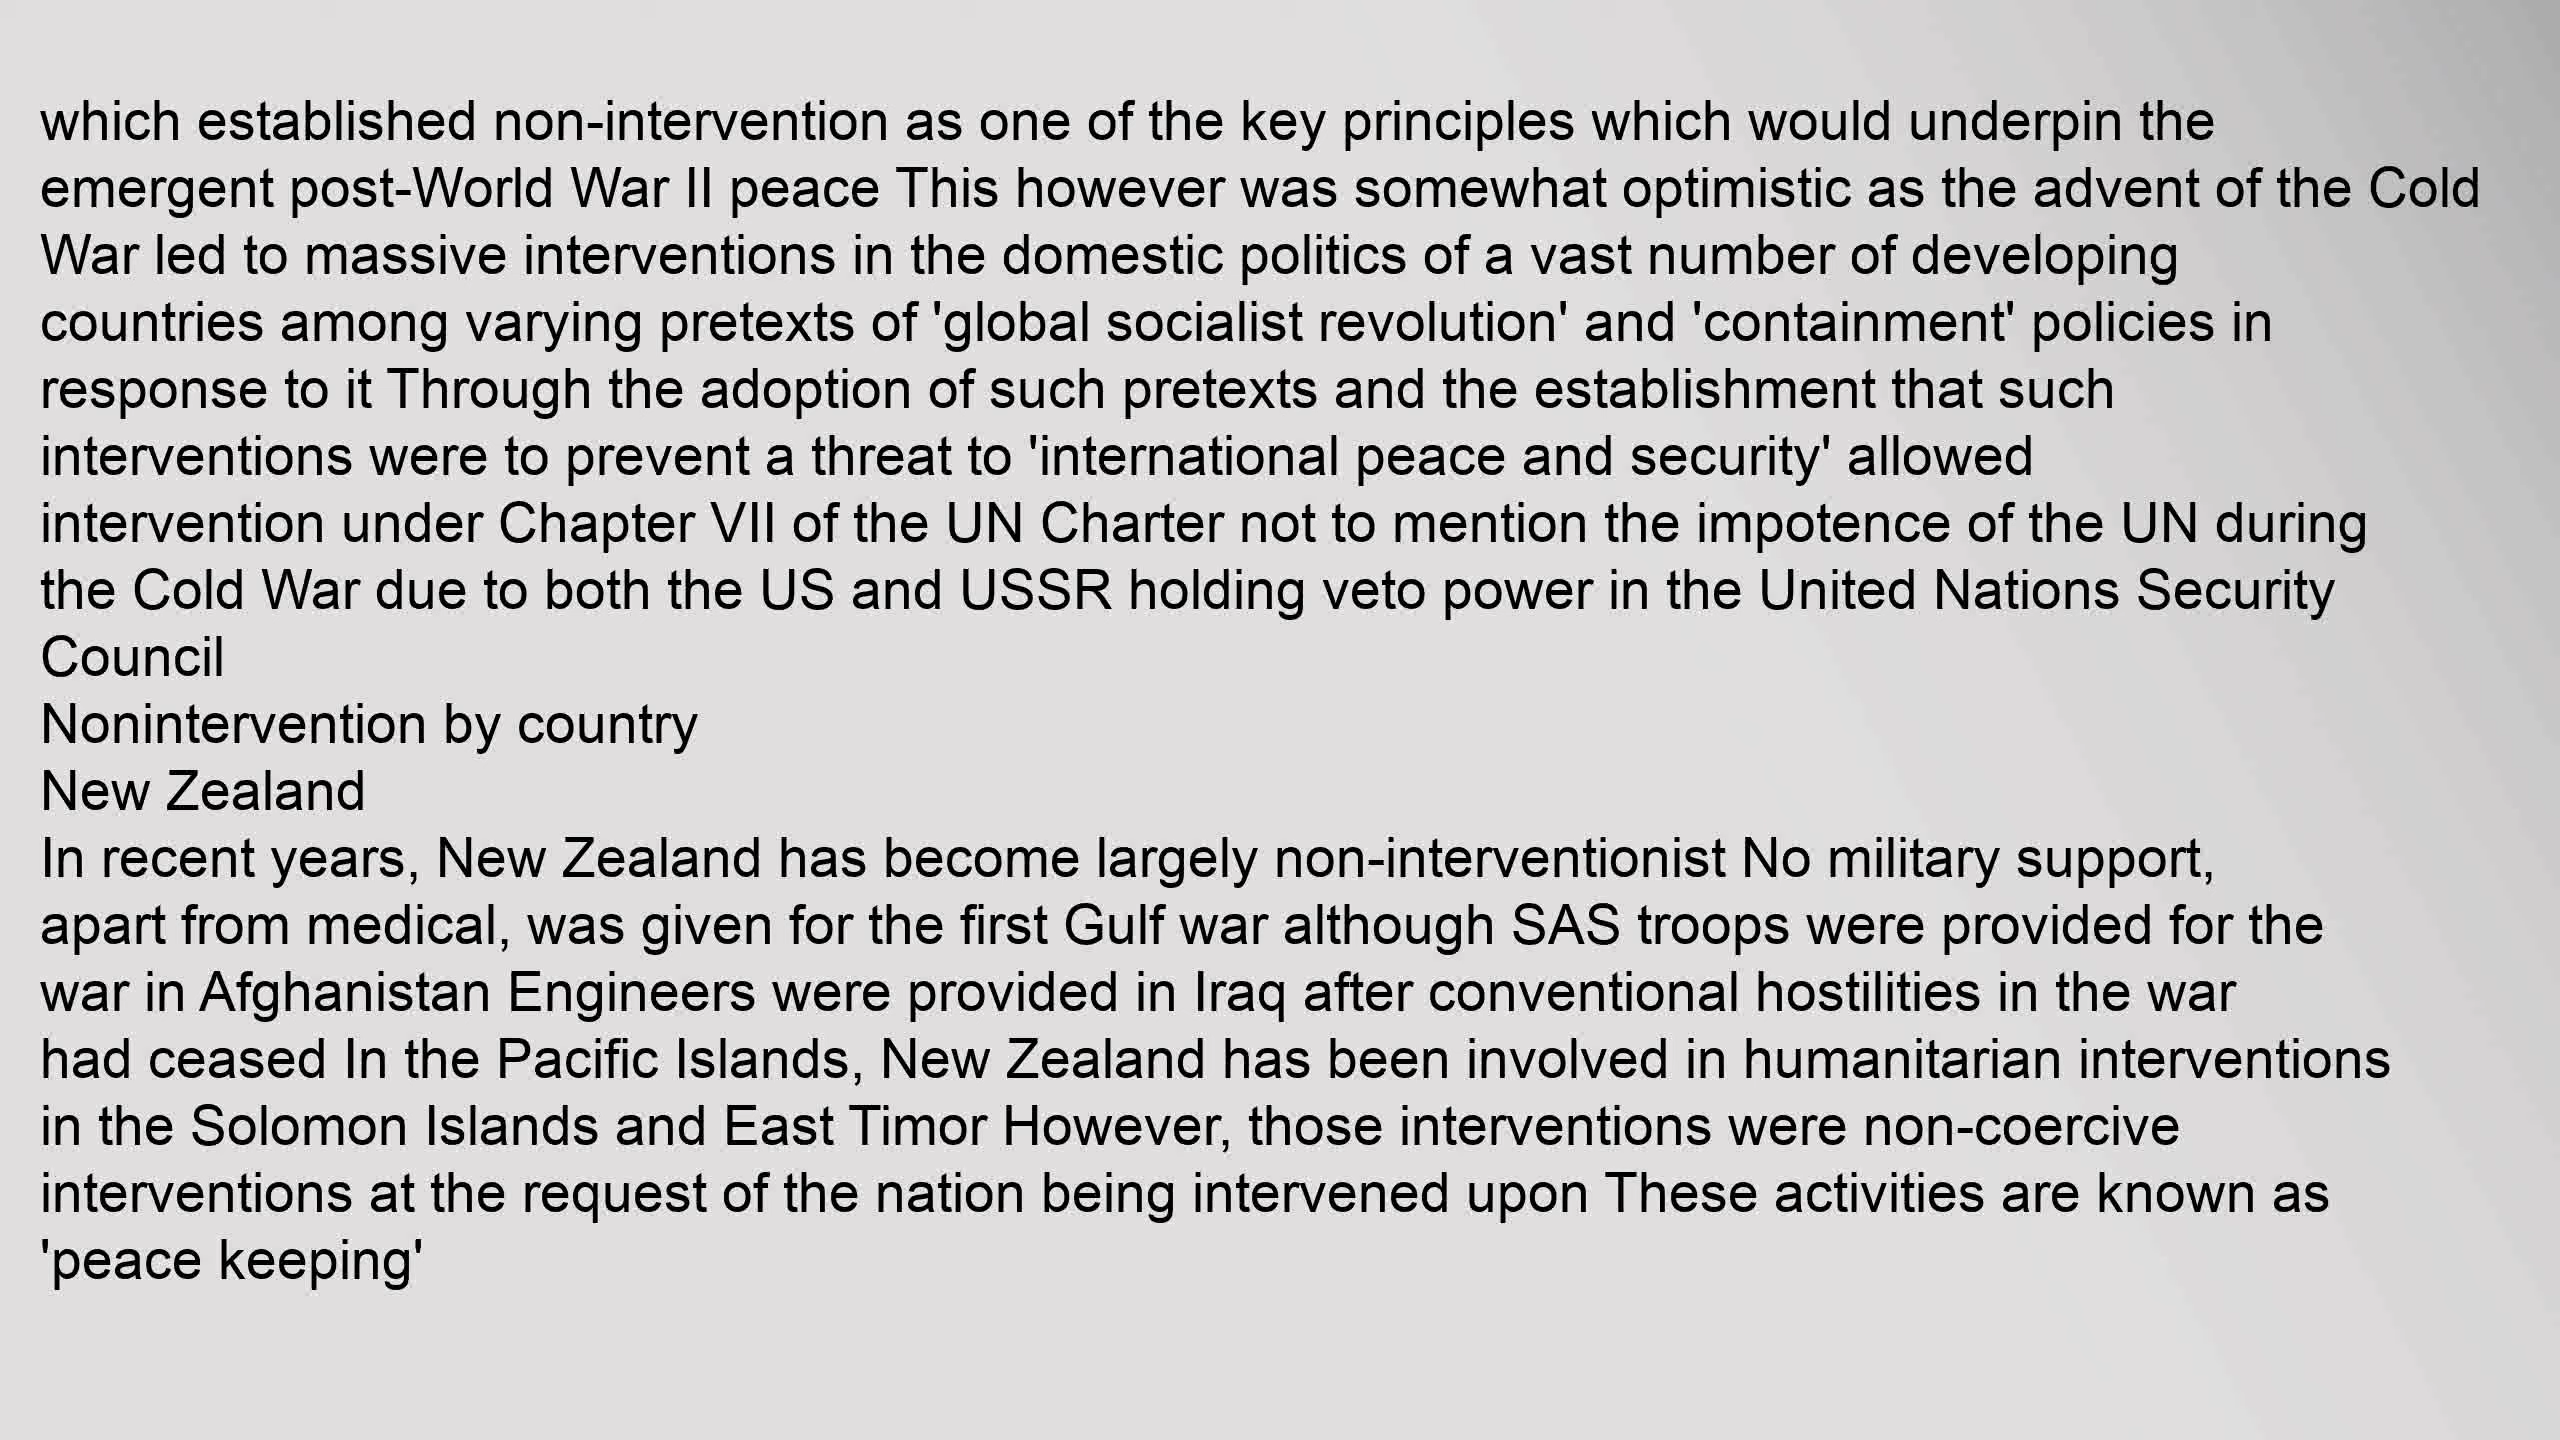 which established non-intervention as one of the key principles which would underpin the
emergent post-World War II peace This however was somewhat optimistic as the advent of the Cold
War led to massive interventions in the domestic politics of a vast number of developing
countries among varying pretexts of 'global socialist revolution' and 'containment' policies in
response to it Through the adoption of such pretexts and the establishment that such
interventions were to prevent a threat to 'international peace and security' allowed
intervention under Chapter VII of the UN Charter not to mention the impotence of the UN during
the Cold War due to both the US and USSR holding veto power in the United Nations Security
Council
Nonintervention by country
New Zealand
In recent years, New Zealand has become largely non-interventionist No military support,
apart from medical, was given for the first Gulf war although SAS troops were provided for the
war in Afghanistan Engineers were provided in Iraq after conventional hostilities in the war
had ceased In the Pacific Islands, New Zealand has been involved in humanitarian interventions
in the Solomon Islands and East Timor However, those interventions were non-coercive
interventions at the request of the nation being intervened upon These activities are known as
'peace keeping'